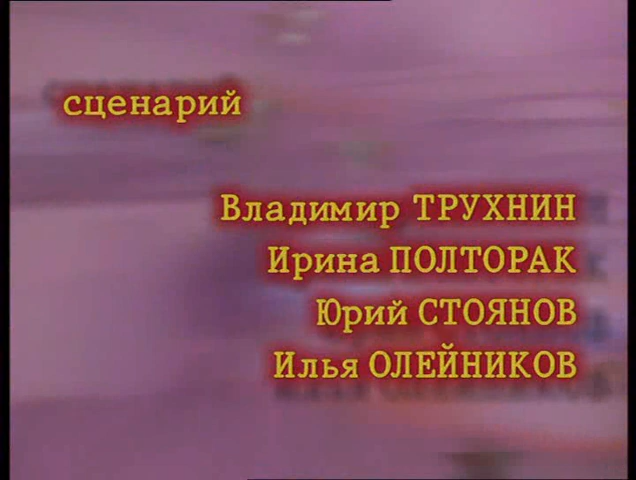 сценарий
Владимир ТРУХНИН
Ирина ПОЛТОРАК
Юрий СТОЯНОВ
Илья ОЛЕЙНИКОВ